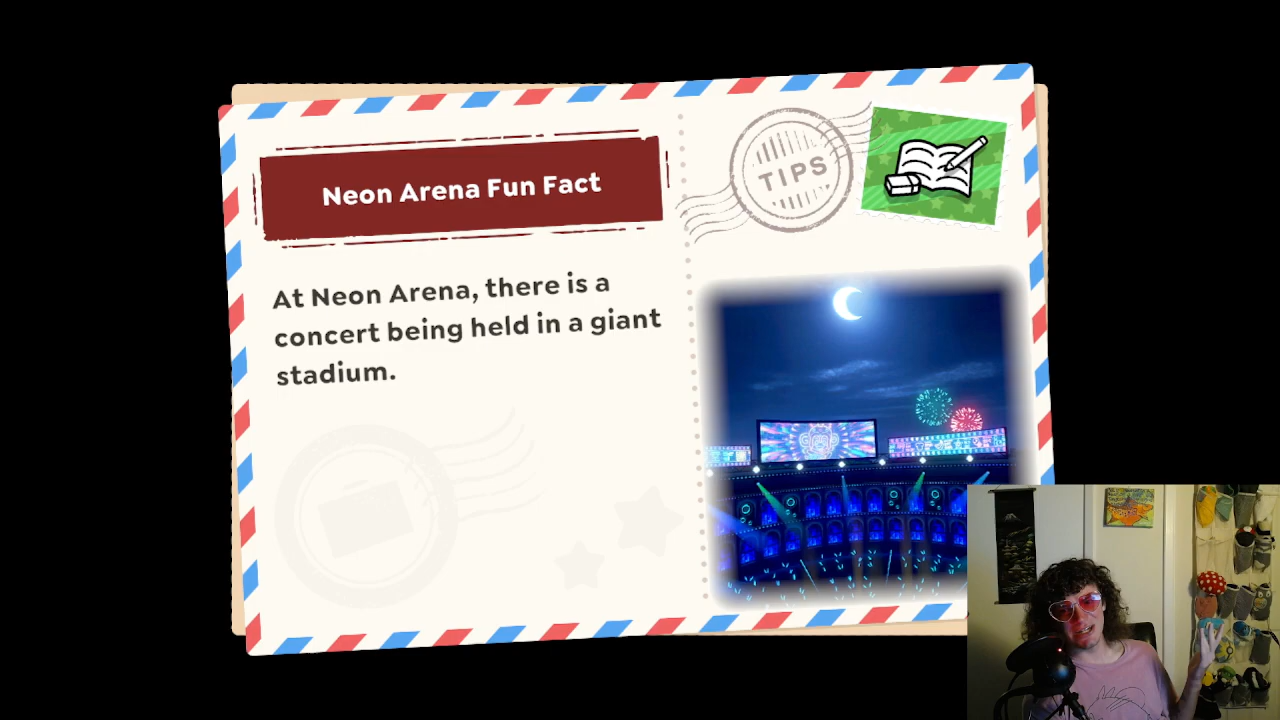 Neon Arena Fun Fact
TIPS
At Neon Arena, there is a
concert being held in a giant
stadium.